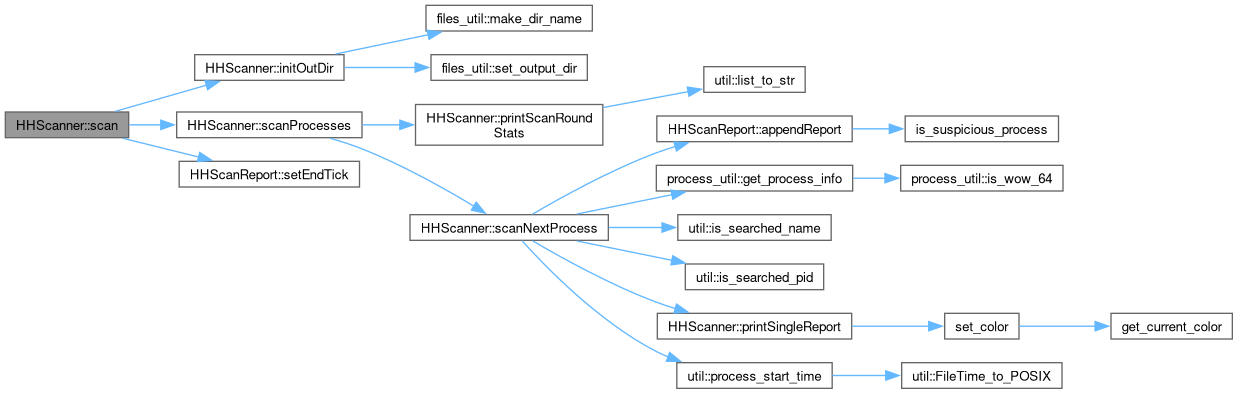 files_util::make_dir_name
HHScanner::initOutDir
files_util::set_output_dir
util::list_to_str
HHScanner::scan
HHScanner::scanProcesses
HHScanner::printScanRound
Stats
HHScanReport::appendReport
is_suspicious_process
HHScanReport::setEndTick
process_util::get_process_info
process_util::is_wow_64
HHScanner::scanNextProcess
util::is_searched_name
util::is_searched_pid
HHScanner::printSingleReport
set_color
get_current_color
util::process_start_time
util::FileTime_to_POSIX